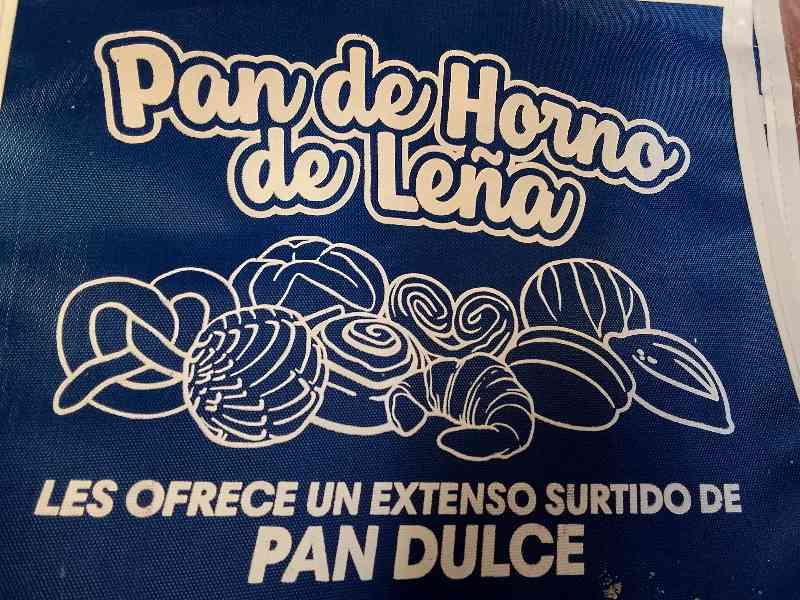 Pan de Horno
de Leña
LES OFRECE UN EXTENSO SURTIDO DE
PAN DULCE